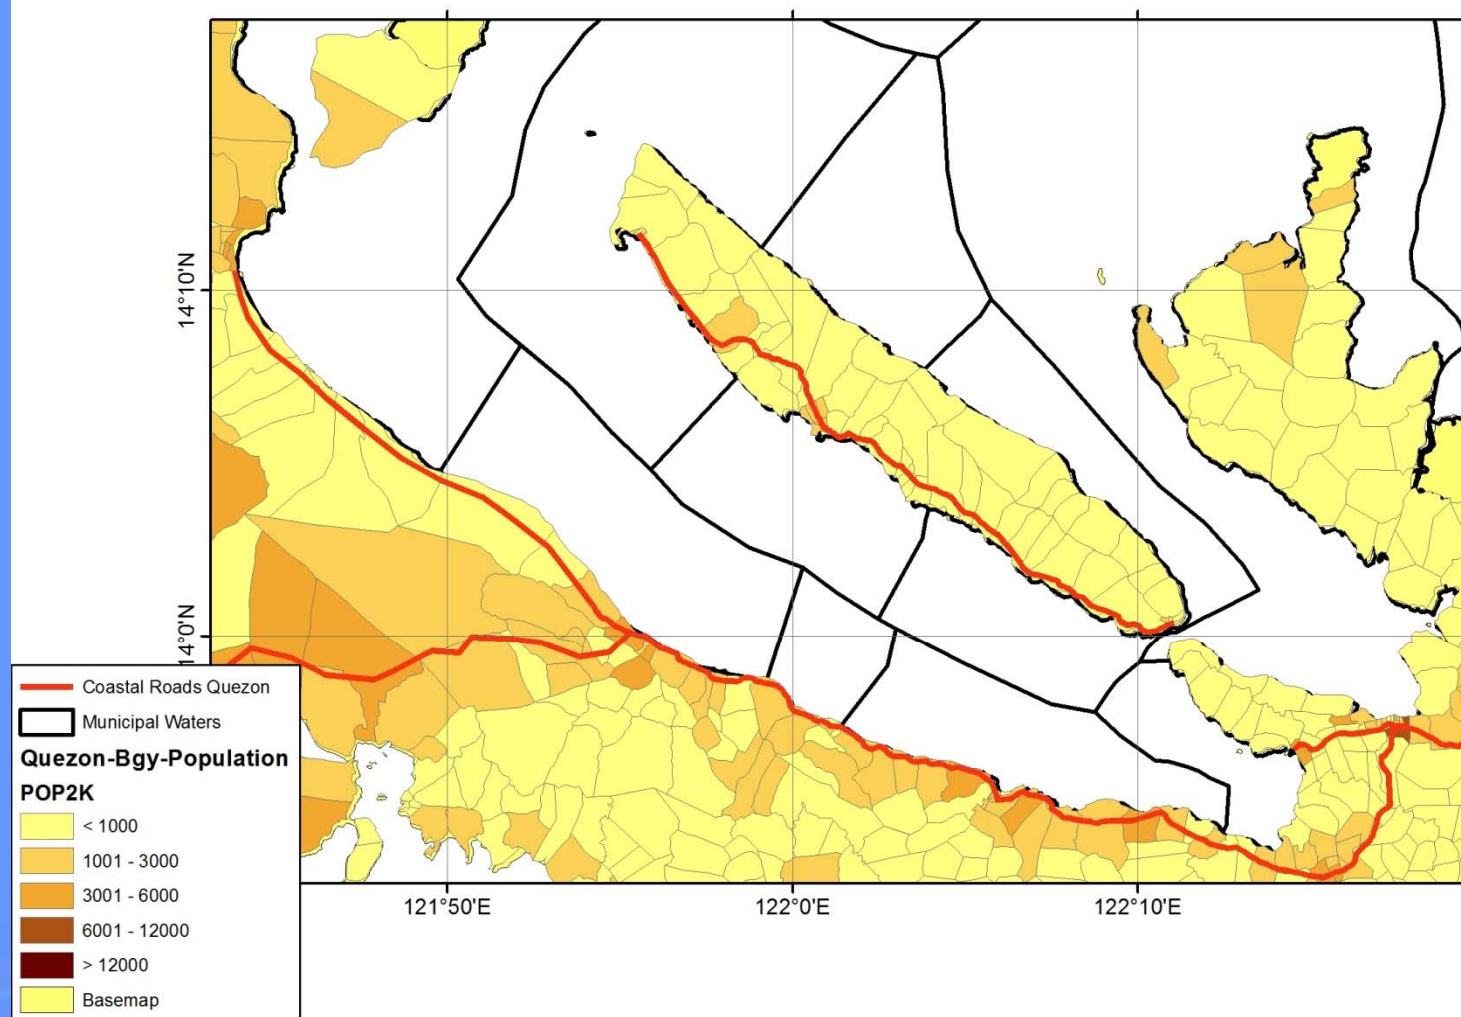 14°10'N
14°0'N
Coastal Roads Quezon
Municipal Waters
Quezon-Bgy-Population
POP2K
< 1000
1001 - 3000
3001 - 6000
6001 - 12000
> 12000
Basemap
121°50'E
122°0'E
122°10'E